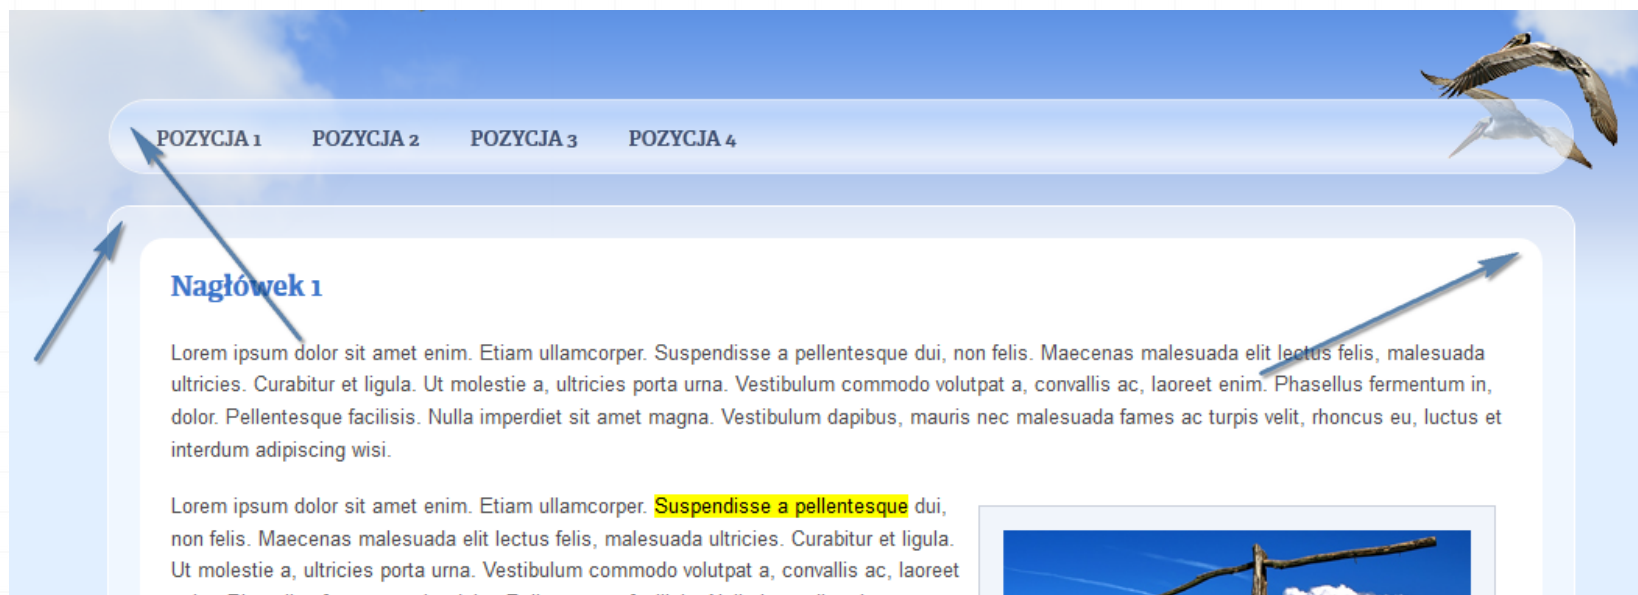 POZYCJA 1 POZYCJA 2 POZYCJA 3 POZYCJA 4
Nagłówek 1
Lorem ipsum dolor sit amet enim. Etiam ullamcorper. Suspendisse a pellentesque dui, non felis. Maecenas malesuada elit lectus felis, malesuada
ultricies. Curabitur et ligula. Ut molestie a, ultricies porta urna. Vestibulum commodo volutpat a, convallis ac, laoreet enim. Phasellus fermentum in,
dolor. Pellentesque facilisis. Nulla imperdiet sit amet magna. Vestibulum dapibus, mauris nec malesuada fames ac turpis velit, rhoncus eu, luctus et
interdum adipiscing wisi.
Lorem ipsum dolor sit amet enim. Etiam ullamcorper. Suspendisse a pellentesque dui,
non felis. Maecenas malesuada elit lectus felis, malesuada ultricies. Curabitur et ligula.
Ut molestie a, ultricies porta urna. Vestibulum commodo volutpat a, convallis ac, laoreet